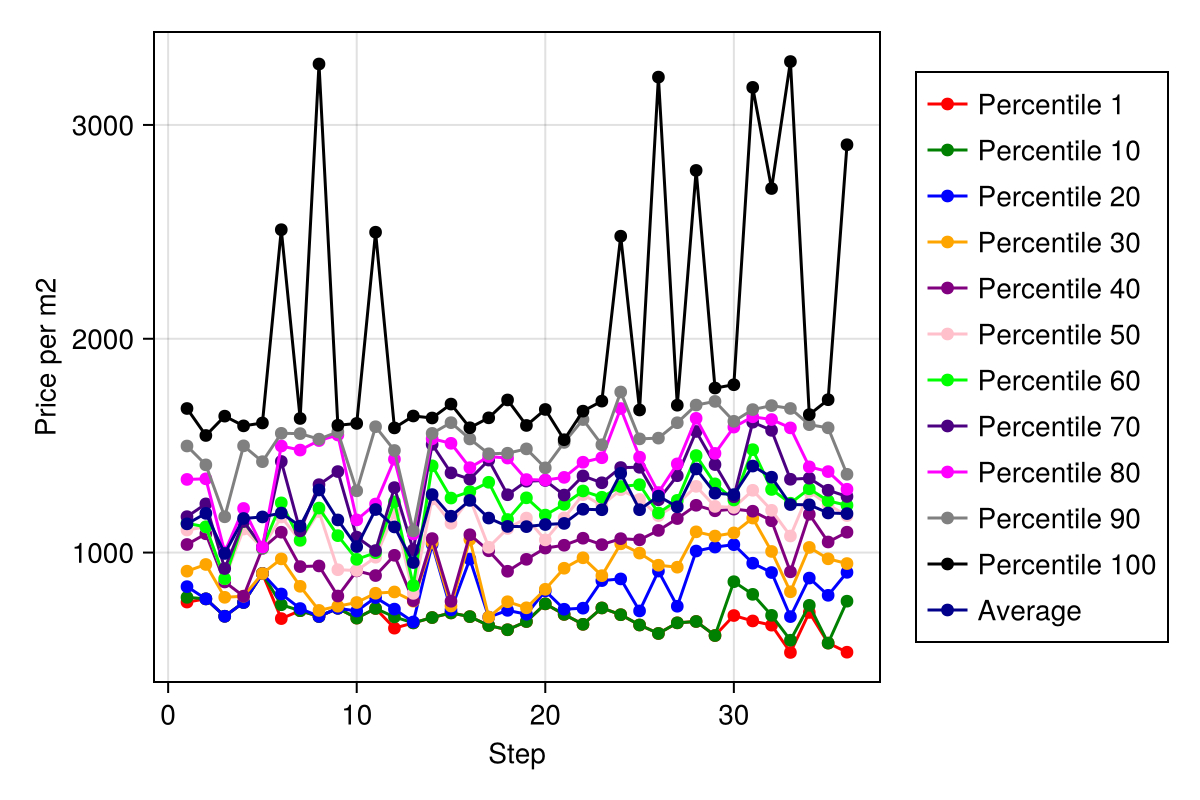 3000
2000
1000
Price per m2
0
10
20
30
Step
Percentile 1
Percentile 10
Percentile 20
Percentile 30
Percentile 40
Percentile 50
Percentile 60
Percentile 70
Percentile 80
Percentile 90
Percentile 100
Average